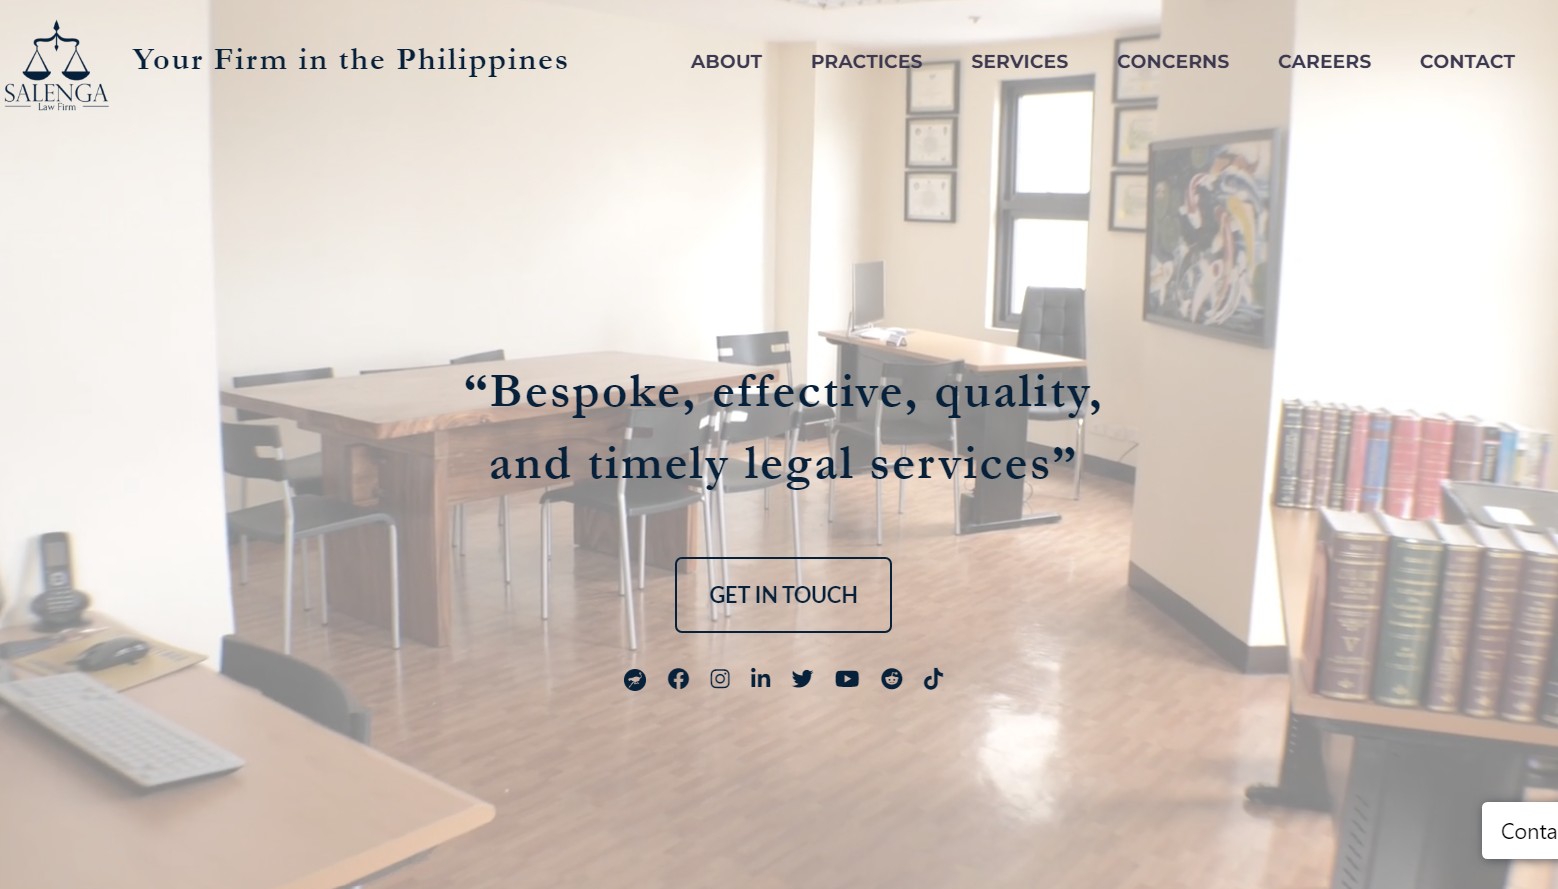 SALENGA
Law Firm
Your Firm in the Philippines
ABOUT
PRACTICES
SERVICES
CONCERNS
CAREERS
CONTACT
“Bespoke, effective, quality,
and timely legal services”
GET IN TOUCH
Conta
V